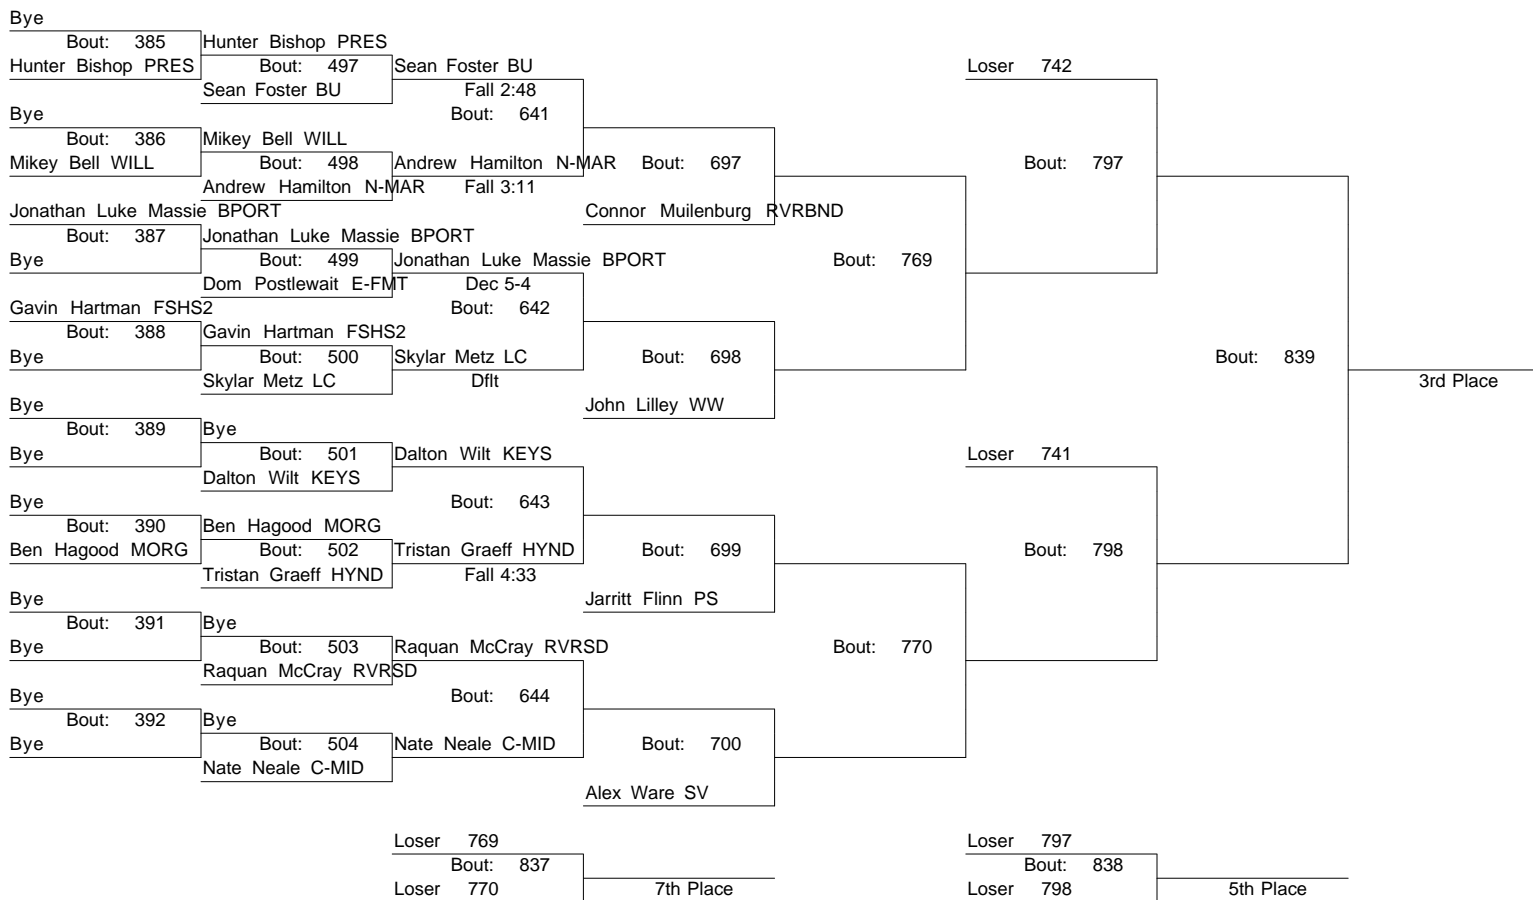 Bye
Bout: 385 Hunter Bishop PRES
Hunter Bishop PRES Bout: 497 Sean Foster BU Loser 742
Sean Foster BU Fall 2:48
Bye Bout: 641
Bout: 386 Mikey Bell WILL
Mikey Bell WILL Bout: 498 Andrew Hamilton N-MAR Bout: 697 Bout: 797
Andrew Hamilton N-MAR Fall 3:11
Jonathan Luke Massie BPORT Connor Muilenburg RVRBND
Bout: 387 Jonathan Luke Massie BPORT
Bye Bout: 499 Jonathan Luke Massie BPORT Bout: 769
Dom Postlewait E-FMT Dec 5-4
Gavin Hartman FSHS2 Bout: 642
Bout: 388 Gavin Hartman FSHS2
Bye Bout: 500 Skylar Metz LC Bout: 698 Bout: 839
Skylar Metz LC Dflt 3rd Place
Bye John Lilley WW
Bout: 389 Bye
Bye Bout: 501 Dalton Wilt KEYS Loser 741
Dalton Wilt KEYS
Bye Bout: 643
Bout: 390 Ben Hagood MORG
Ben Hagood MORG Bout: 502 Tristan Graeff HYND Bout: 699 Bout: 798
Tristan Graeff HYND Fall 4:33
Bye Jarritt Flinn PS
Bout: 391 Bye
Bye Bout: 503 Raquan McCray RVRSD Bout: 770
Raquan McCray RVRSD
Bye Bout: 644
Bout: 392 Bye
Bye Bout: 504 Nate Neale C-MID Bout: 700
Nate Neale C-MID
Alex Ware SV
Loser 769 Loser 797
Bout: 837 Bout: 838
Loser 770 7th Place Loser 798 5th Place